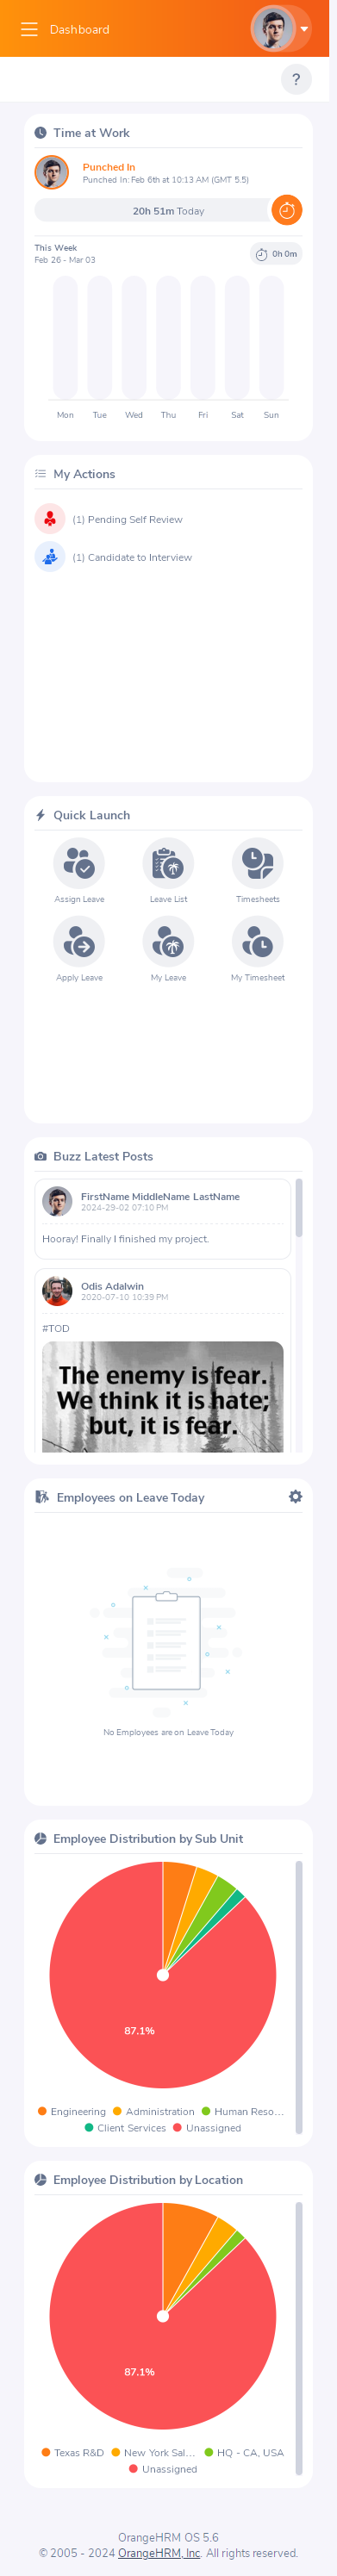 Dashboard
?
Time at Work
Punched In
Punched In: Feb 6th at 10:13 AM (GMT 5.5)
20h 51m Today
This Week
Feb 26 - Mar 03
0h 0m
Mon Tue Wed Thu Fri Sat Sun
My Actions
(1) Pending Self Review
(1) Candidate to Interview
Quick Launch
Assign Leave Leave List Timesheets
Apply Leave My Leave My Timesheet
Buzz Latest Posts
FirstName MiddleName LastName
2024-29-02 07:10 PM
Hooray! Finally I finished my project.
Odis Adalwin
2020-07-10 10:39 PM
#TOD
The enemy is fear.
We think it is hate;
but, it is fear.
Employees on Leave Today
No Employees are on Leave Today
Employee Distribution by Sub Unit
87.1%
Engineering Administration Human Reso…
Client Services Unassigned
Employee Distribution by Location
87.1%
Texas R&D New York Sal… HQ - CA, USA
Unassigned
OrangeHRM OS 5.6
© 2005 - 2024 OrangeHRM, Inc. All rights reserved.